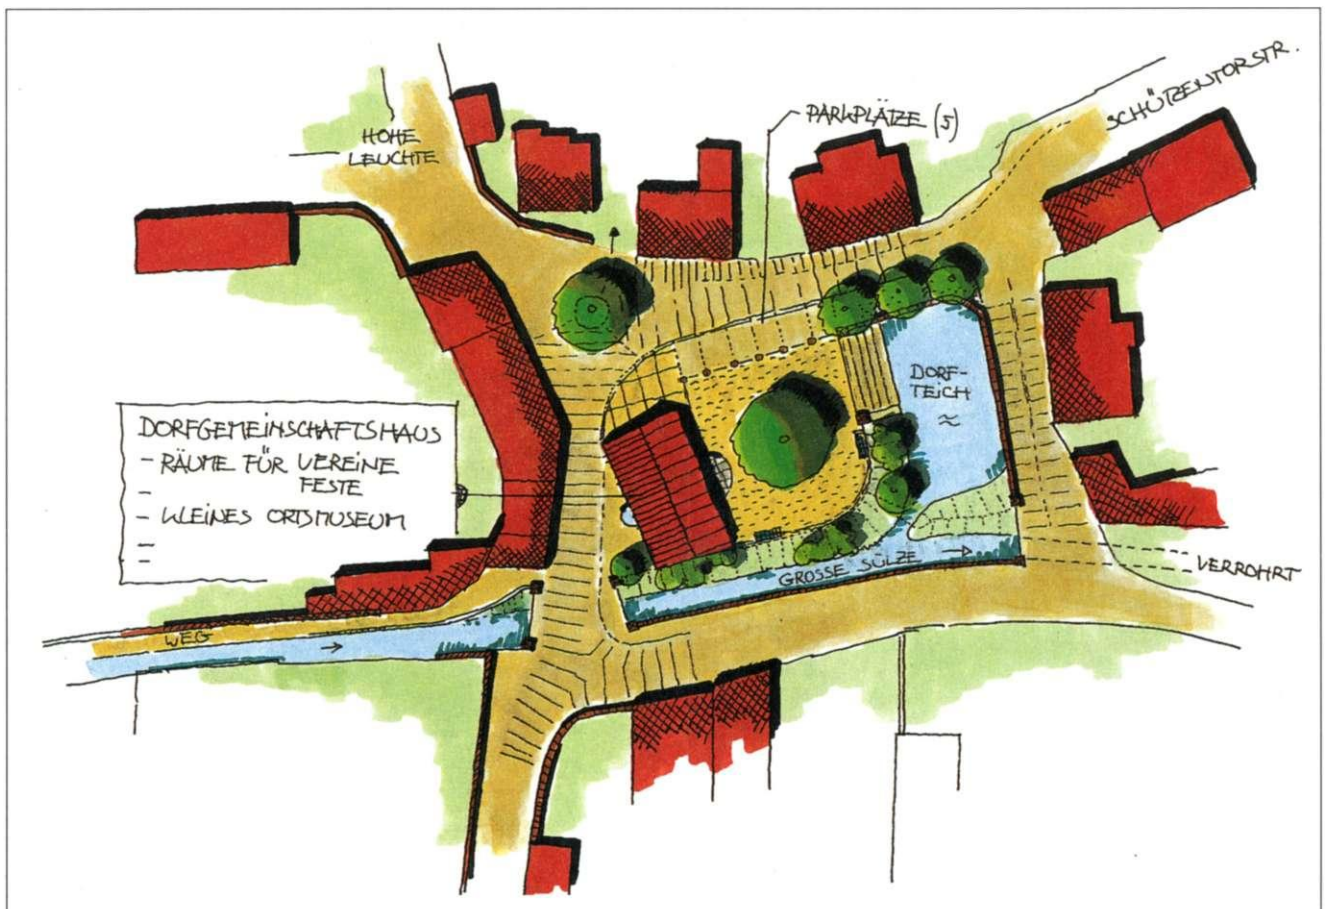 HOHE
LEUCHTE
PARKPLÄTZE (5)
SCHÜTZENTORSTR.
DORFGEMEINSCHAFTSHAUS
- RÄUME FÜR VEREINE
FESTE
-
- KLEINES ORTSMUSEUM
-
-
DORF-
TEICH
≈
GROSSE SÜLZE
VERROHRT
WEG